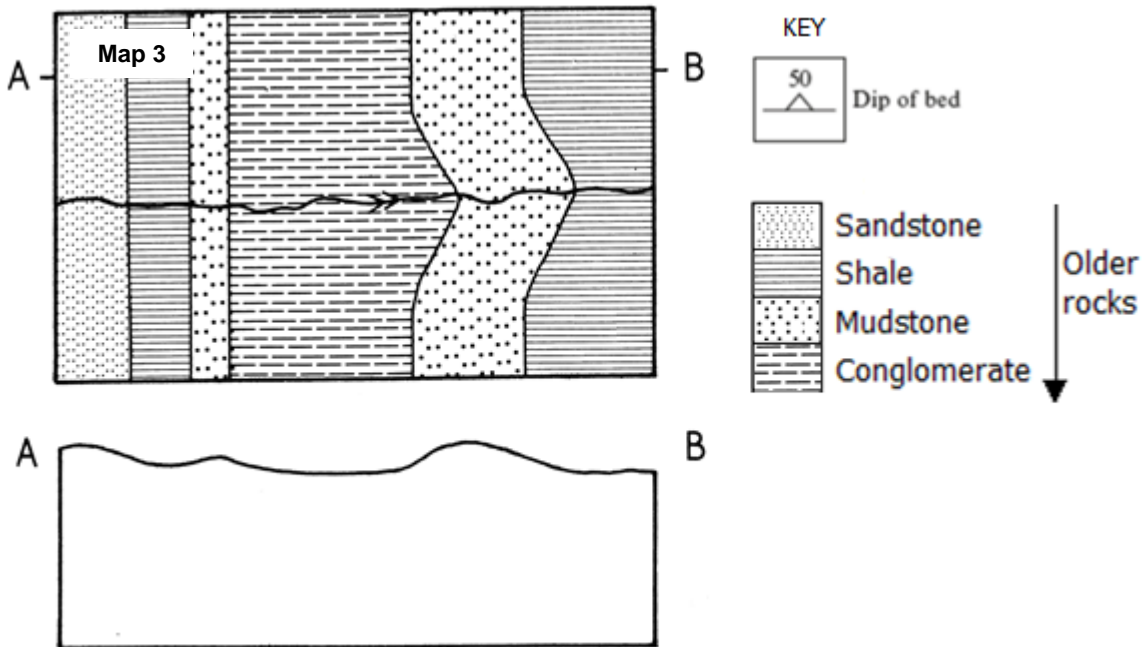 Map 3
A
B
KEY
50
Dip of bed
Sandstone
Shale
Mudstone
Conglomerate
Older
rocks
A
B